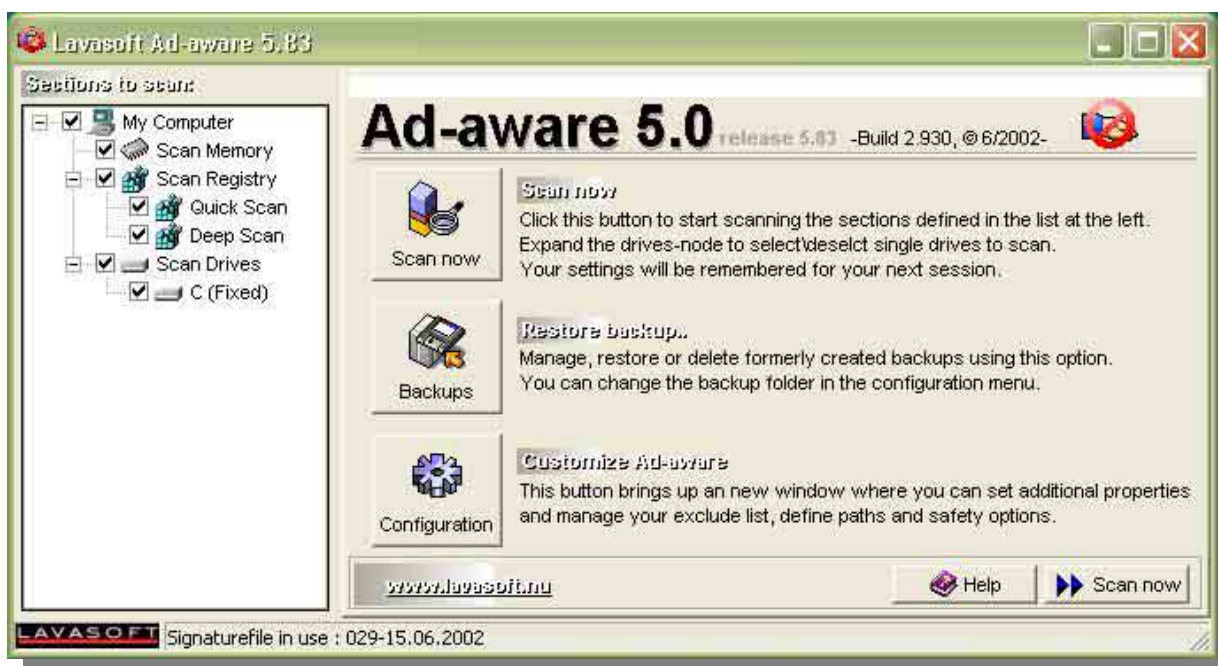 Lavasoft Ad-aware 5.83
Sections to scan:
My Computer
Scan Memory
Scan Registry
Quick Scan
Deep Scan
Scan Drives
C (Fixed)
Ad-aware 5.0 release 5.83 -Build 2.930, © 6/2002-
Scan now
Scan now
Click this button to start scanning the sections defined in the list at the left.
Expand the drives-node to select\deselct single drives to scan.
Your settings will be remembered for your next session.
Backups
Restore backup..
Manage, restore or delete formerly created backups using this option.
You can change the backup folder in the configuration menu.
Configuration
Customize Ad-aware
This button brings up an new window where you can set additional properties
and manage your exclude list, define paths and safety options.
www.lavasoft.nu
Help
Scan now
LAVASOFT Signaturefile in use : 029-15.06.2002